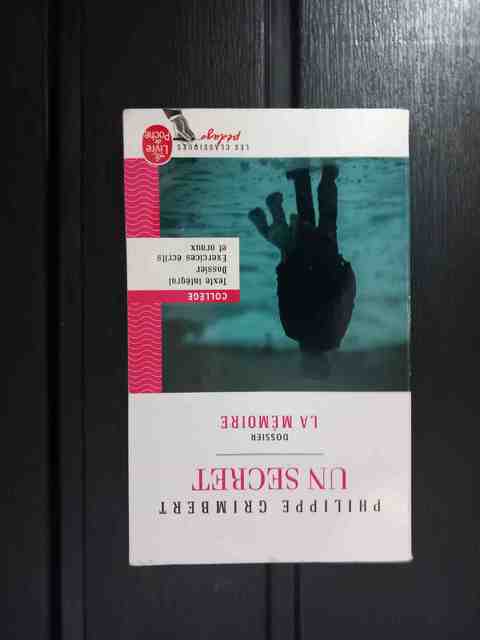 PHILIPPE GRIMBERT
UN SECRET
DOSSIER
LA MÉMOIRE
COLLÈGE
Texte intégral
Dossier
Exercices écrits
et oraux
Le Livre
de
Poche
LES CLASSIQUES
pédago